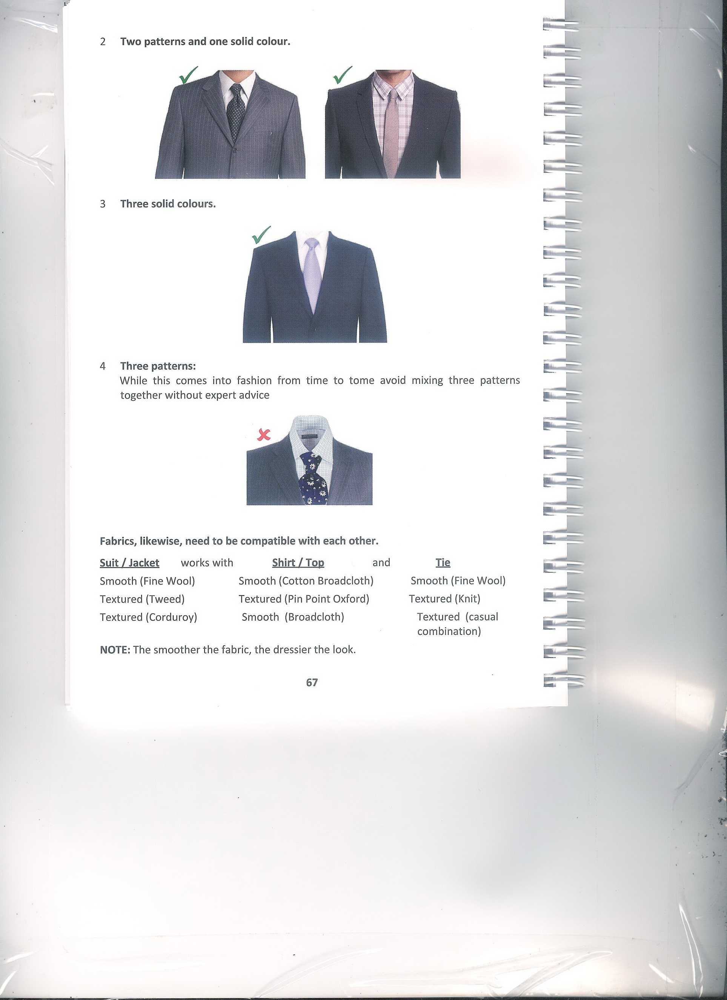 2 Two patterns and one solid colour.
3 Three solid colours.
4 Three patterns:
While this comes into fashion from time to tome avoid mixing three patterns
together without expert advice
Fabrics, likewise, need to be compatible with each other.
Suit / Jacket works with Shirt / Top and Tie
Smooth (Fine Wool) Smooth (Cotton Broadcloth) Smooth (Fine Wool)
Textured (Tweed) Textured (Pin Point Oxford) Textured (Knit)
Textured (Corduroy) Smooth (Broadcloth) Textured (casual
combination)
NOTE: The smoother the fabric, the dressier the look.
67